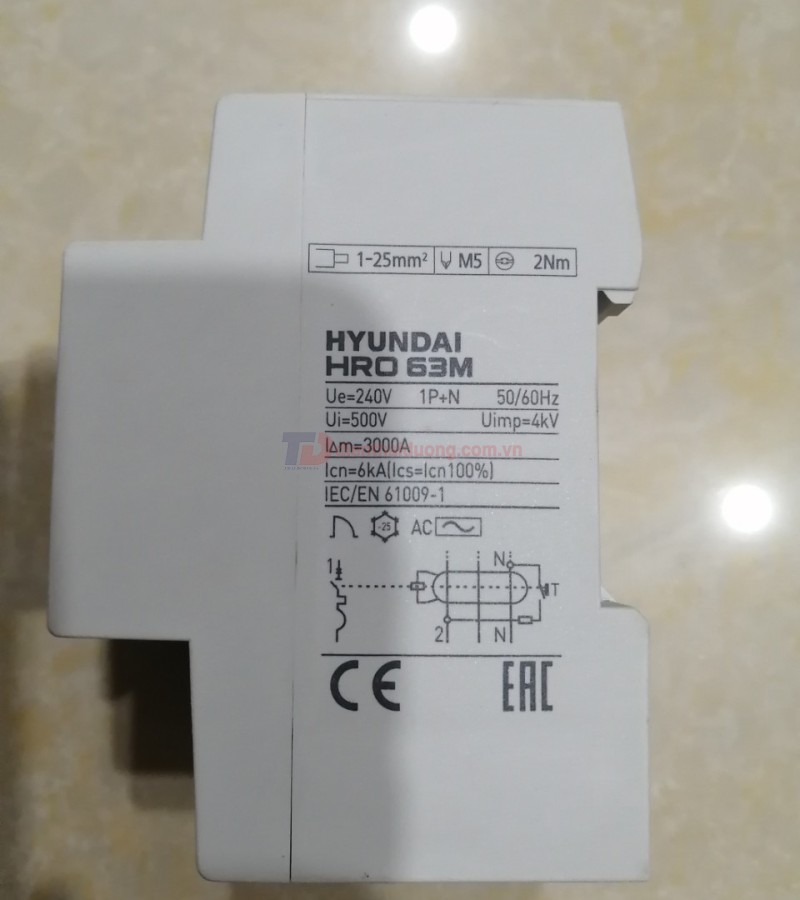 1-25mm² M5 2Nm
HYUNDAI
HRO 63M
Ue=240V 1P+N 50/60Hz
Ui=500V Uimp=4kV
I∆m=3000A
Icn=6kA(Ics=Icn100%)
IEC/EN 61009-1
-25 AC
1 N
T
2 N
CE EAC